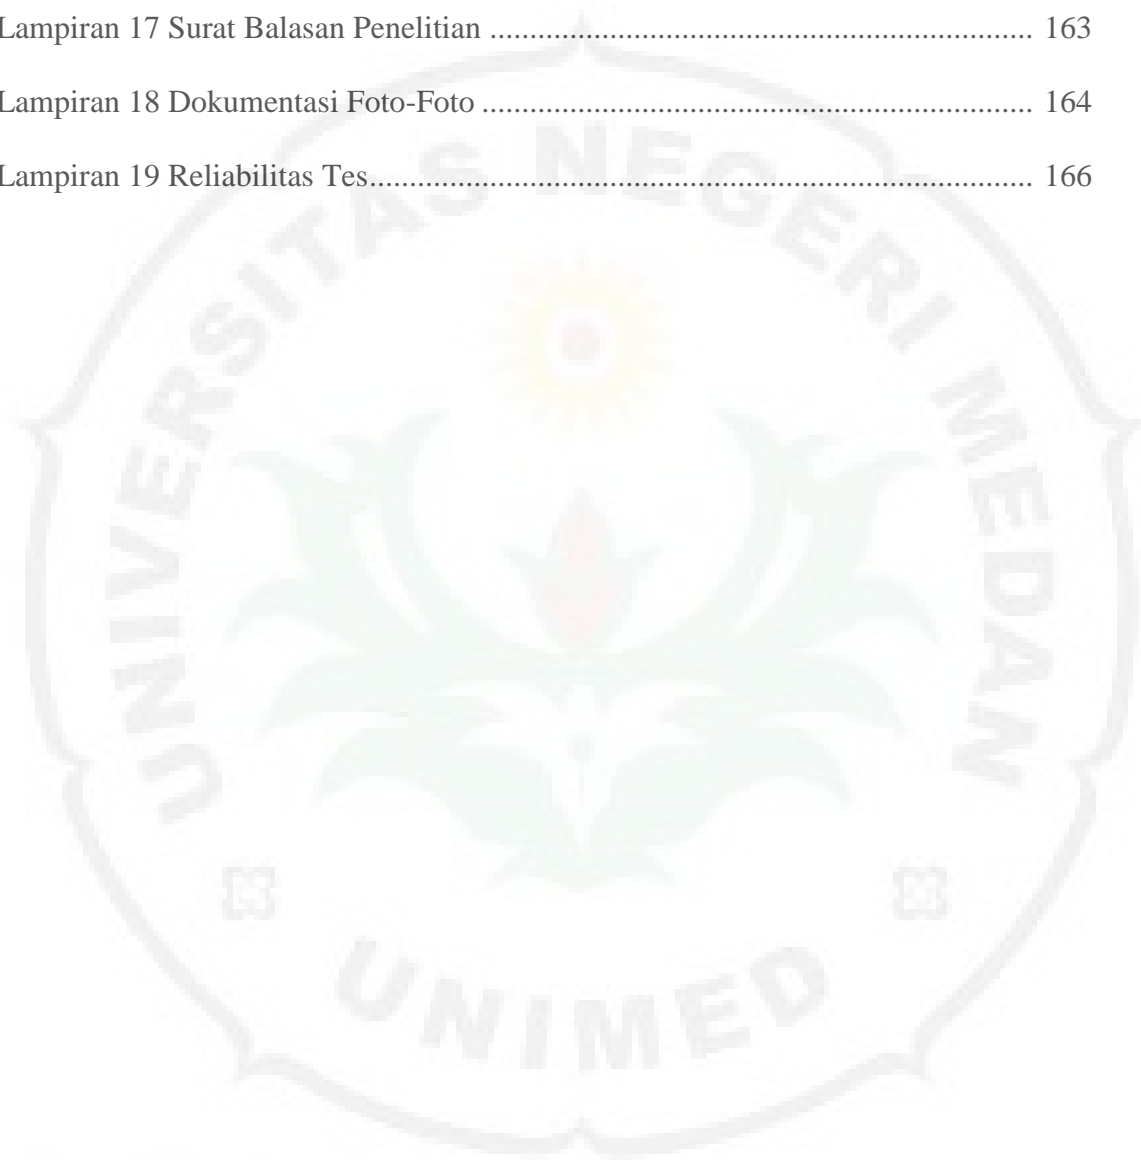 Lampiran 17 Surat Balasan Penelitian .................................................................... 163
Lampiran 18 Dokumentasi Foto-Foto ..................................................................... 164
Lampiran 19 Reliabilitas Tes................................................................................... 166
UNIVERSITAS NEGERI MEDAN
UNIMED